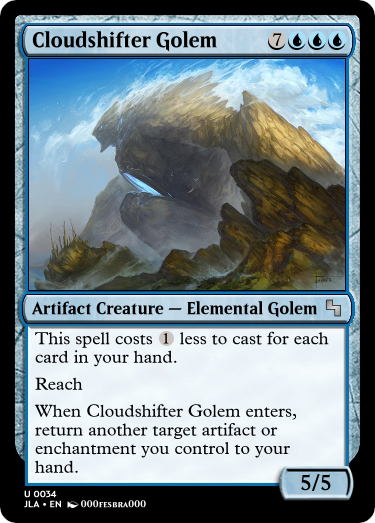 Cloudshifter Golem 7
Artifact Creature — Elemental Golem
This spell costs 1 less to cast for each
card in your hand.
Reach
When Cloudshifter Golem enters,
return another target artifact or
enchantment you control to your
hand.
5/5
U 0034
JLA • EN 000FESBRA000